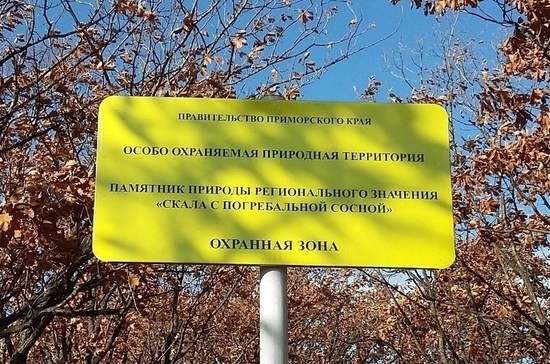 ПРАВИТЕЛЬСТВО ПРИМОРСКОГО КРАЯ
ОСОБО ОХРАНЯЕМАЯ ПРИРОДНАЯ ТЕРРИТОРИЯ
ПАМЯТНИК ПРИРОДЫ РЕГИОНАЛЬНОГО ЗНАЧЕНИЯ
«СКАЛА С ПОГРЕБАЛЬНОЙ СОСНОЙ»
ОХРАННАЯ ЗОНА